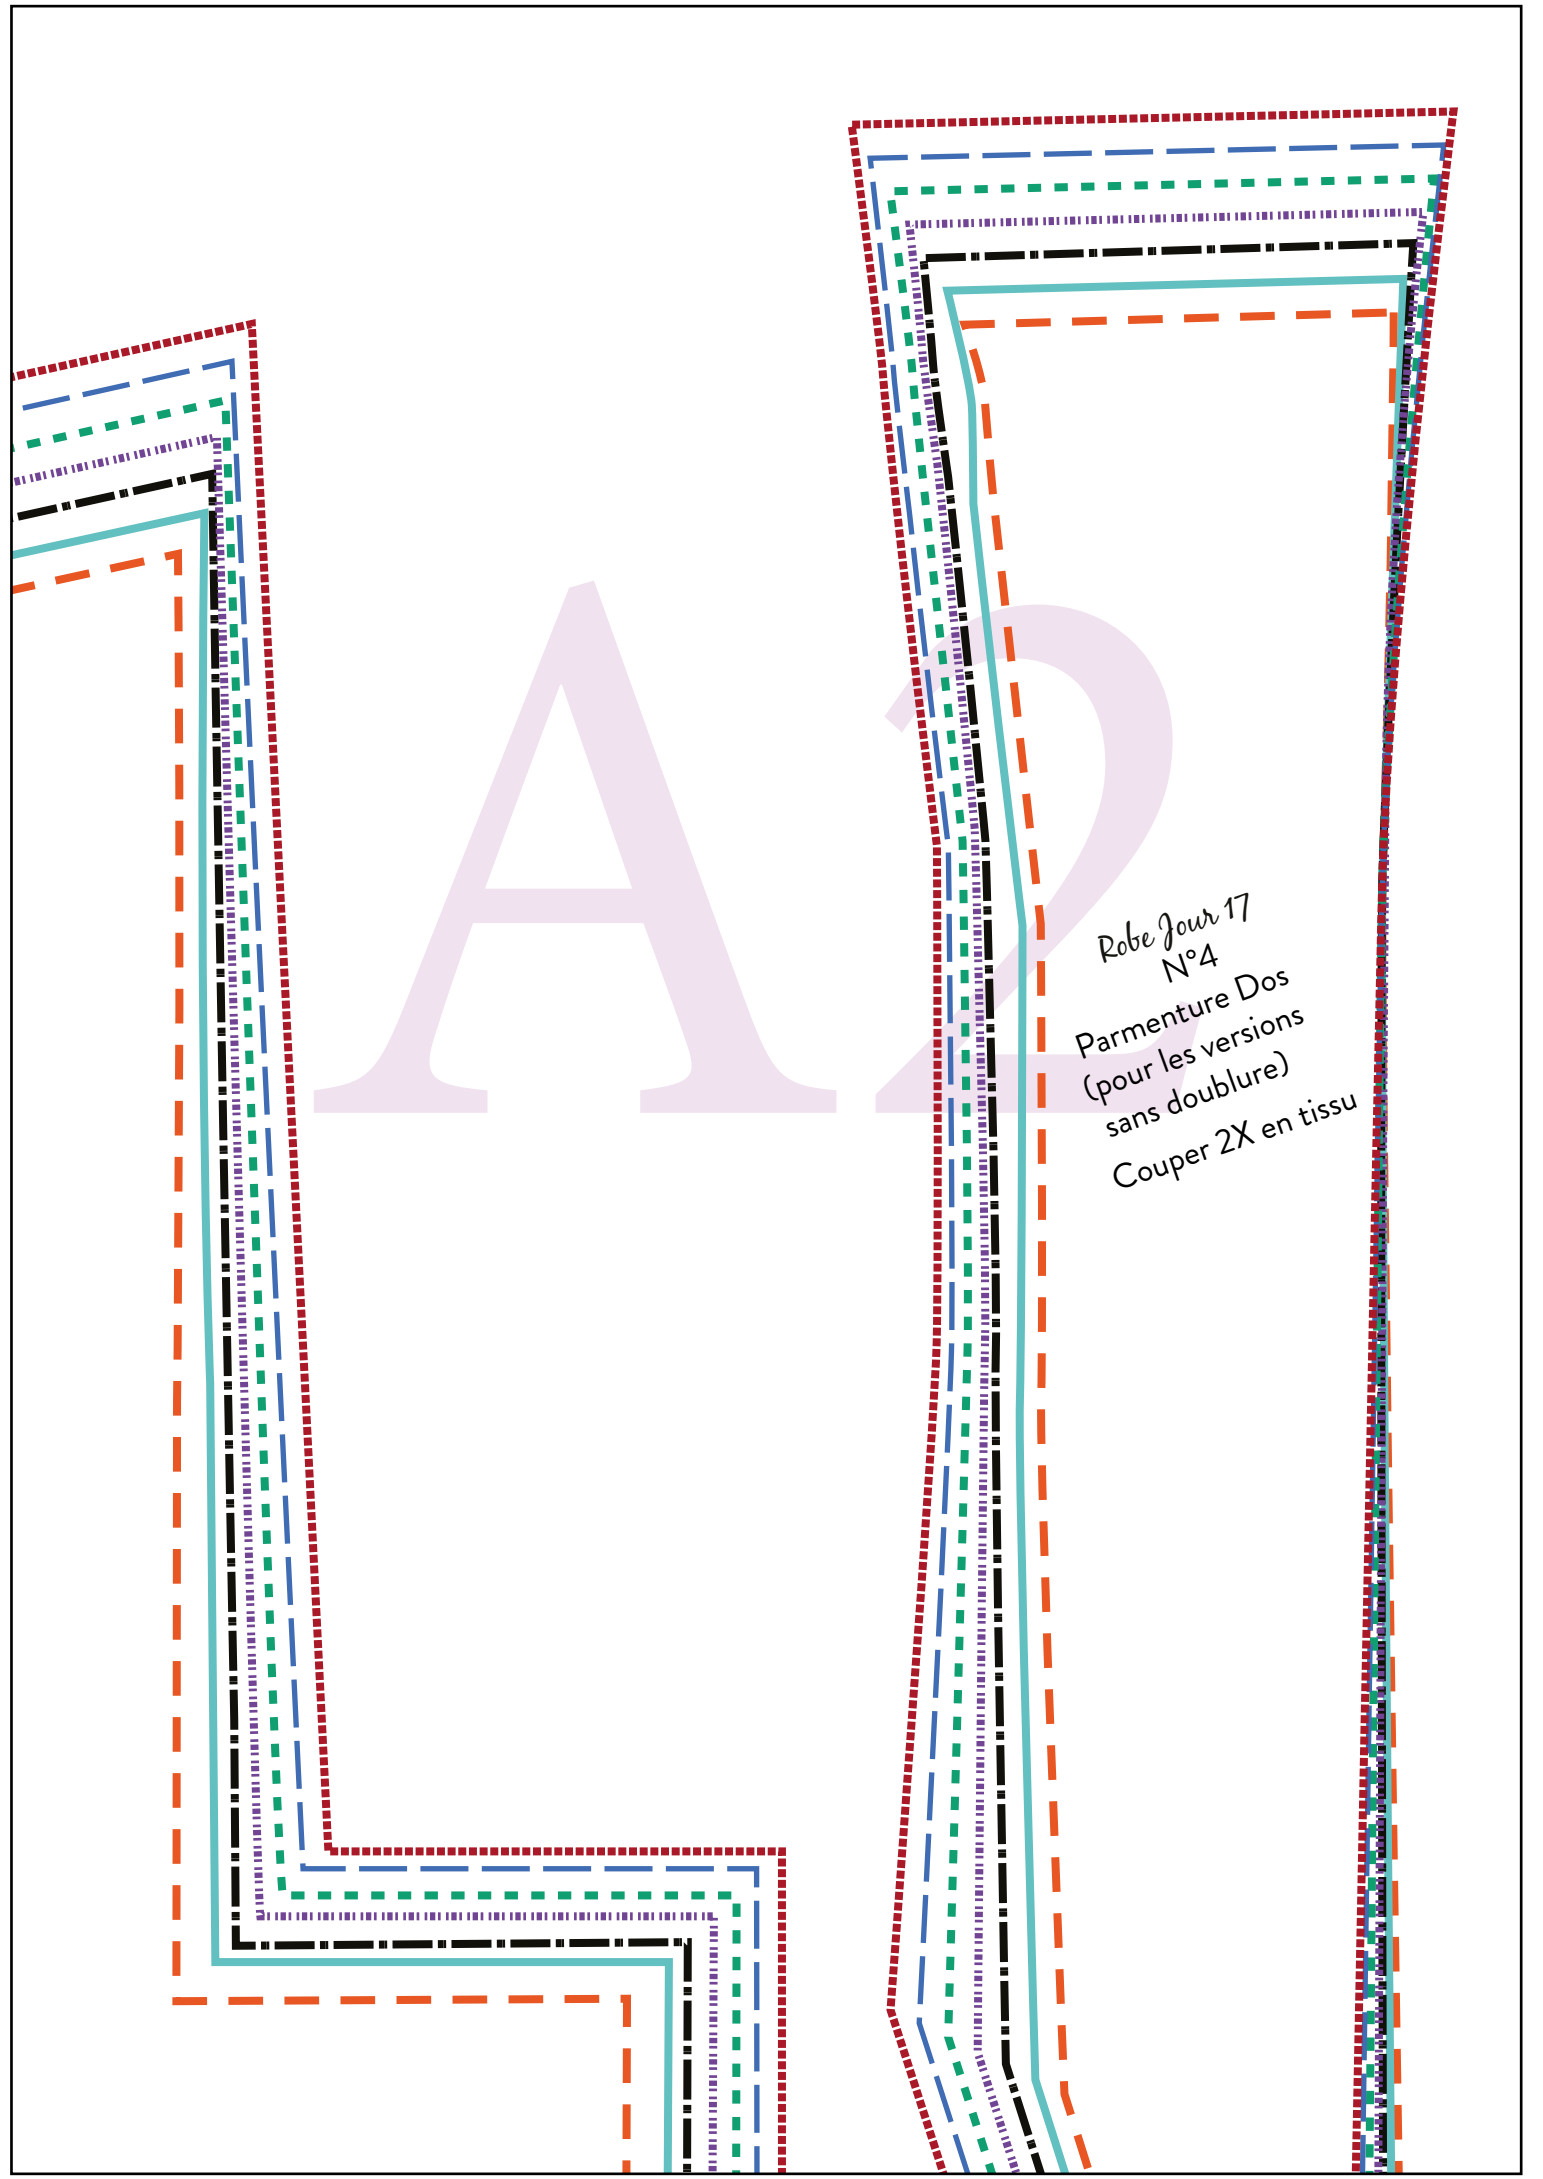 A2
Robe Jour 17
N°4
Parmenture Dos
(pour les versions
sans doublure)
Couper 2X en tissu